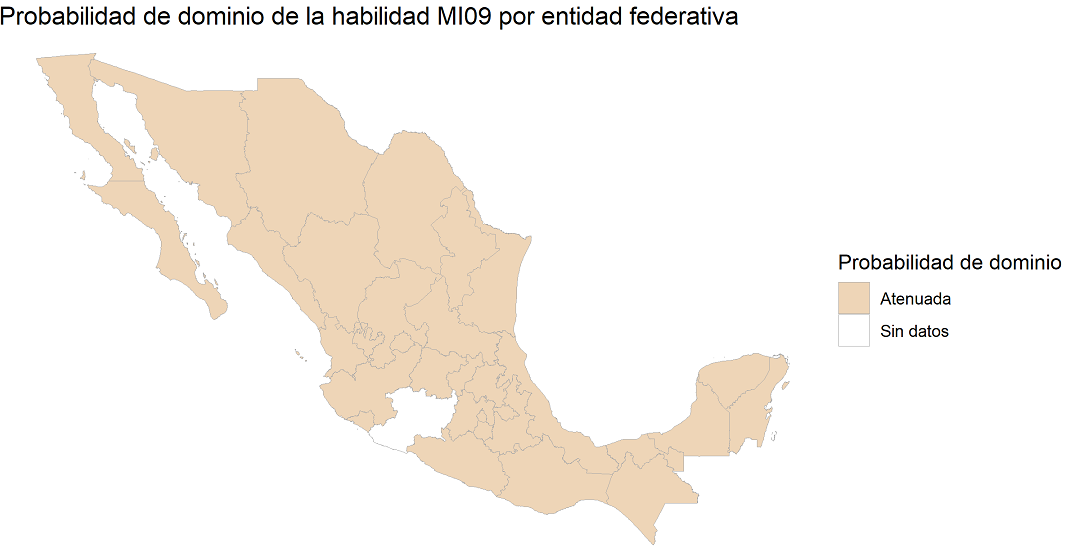 Probabilidad de dominio de la habilidad MI09 por entidad federativa
Probabilidad de dominio
Atenuada
Sin datos